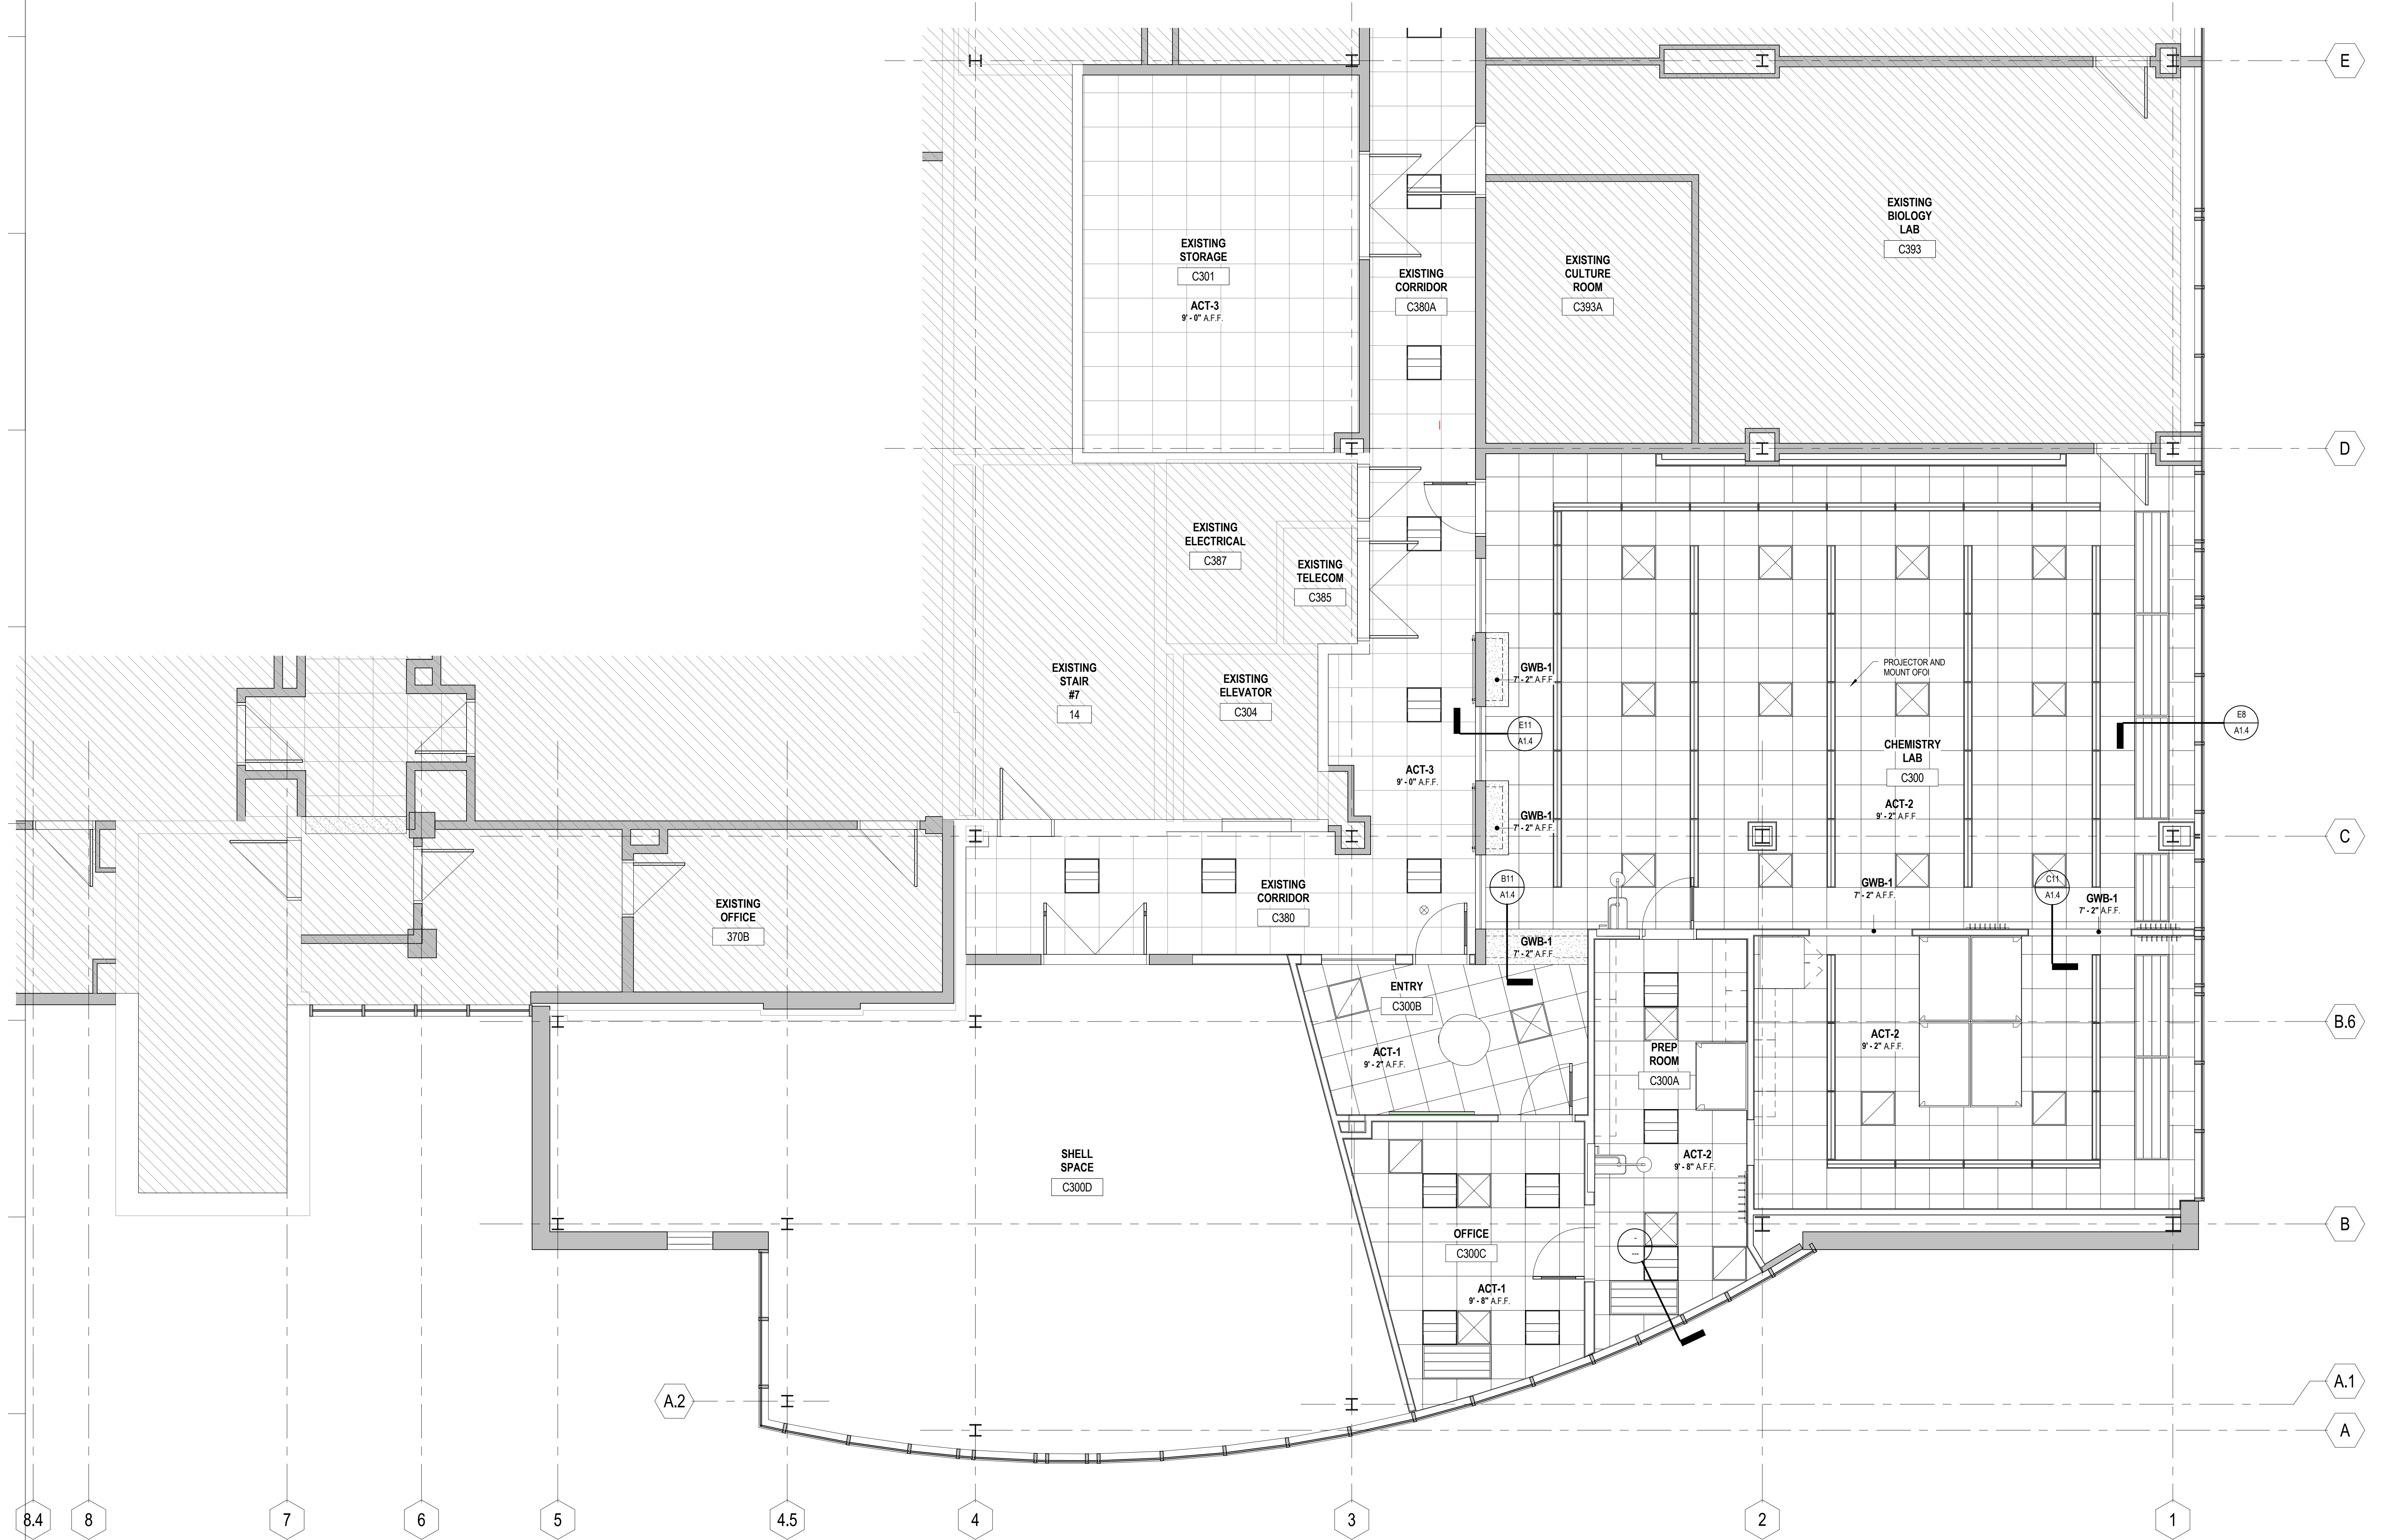 E
EXISTING
BIOLOGY
LAB
C393
EXISTING
STORAGE
C301
ACT-3
9' - 0" A.F.F.
EXISTING
CORRIDOR
C380A
EXISTING
CULTURE
ROOM
C393A
D
EXISTING
ELECTRICAL
C387
EXISTING
TELECOM
C385
EXISTING
STAIR
#7
14
EXISTING
ELEVATOR
C304
GWB-1
7' - 2" A.F.F.
PROJECTOR AND
MOUNT OFOI
E11
A1.4
E8
A1.4
CHEMISTRY
LAB
C300
ACT-2
9' - 2" A.F.F.
ACT-3
9' - 0" A.F.F.
GWB-1
7' - 2" A.F.F.
C
EXISTING
OFFICE
370B
EXISTING
CORRIDOR
C380
B11
A1.4
GWB-1
7' - 2" A.F.F.
C11
A1.4
GWB-1
7' - 2" A.F.F.
GWB-1
7' - 2" A.F.F.
ENTRY
C300B
ACT-1
9' - 2" A.F.F.
PREP
ROOM
C300A
ACT-2
9' - 2" A.F.F.
B.6
SHELL
SPACE
C300D
ACT-2
9' - 8" A.F.F.
OFFICE
C300C
ACT-1
9' - 8" A.F.F.
-
---
B
A.2
A.1
A
8.4
8
7
6
5
4.5
4
3
2
1